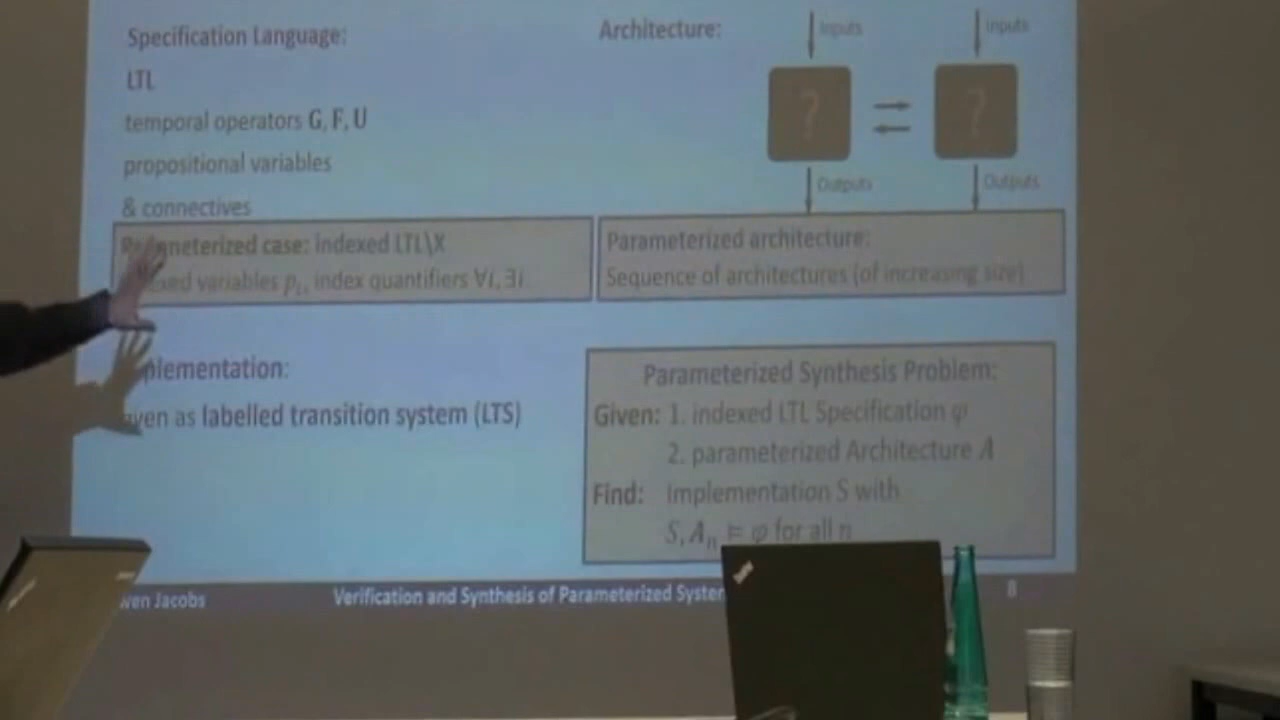 Specification Language:
LTL
temporal operators G, F, U
propositional variables
& connectives
case: indexed LTL\X
variables pᵢ, index quantifiers ∀i, ∃i
Architecture:
Inputs
Inputs
?
?
Outputs
Outputs
Parameterized architecture:
Sequence of architectures (of increasing size)
plementation:
ven as labelled transition system (LTS)
Parameterized Synthesis Problem:
Given: 1. indexed LTL Specification φ
2. parameterized Architecture A
Find: Implementation S with
S, Aₙ ⊨ φ for all n
wen Jacobs
Verification and Synthesis of Parameterized System
8